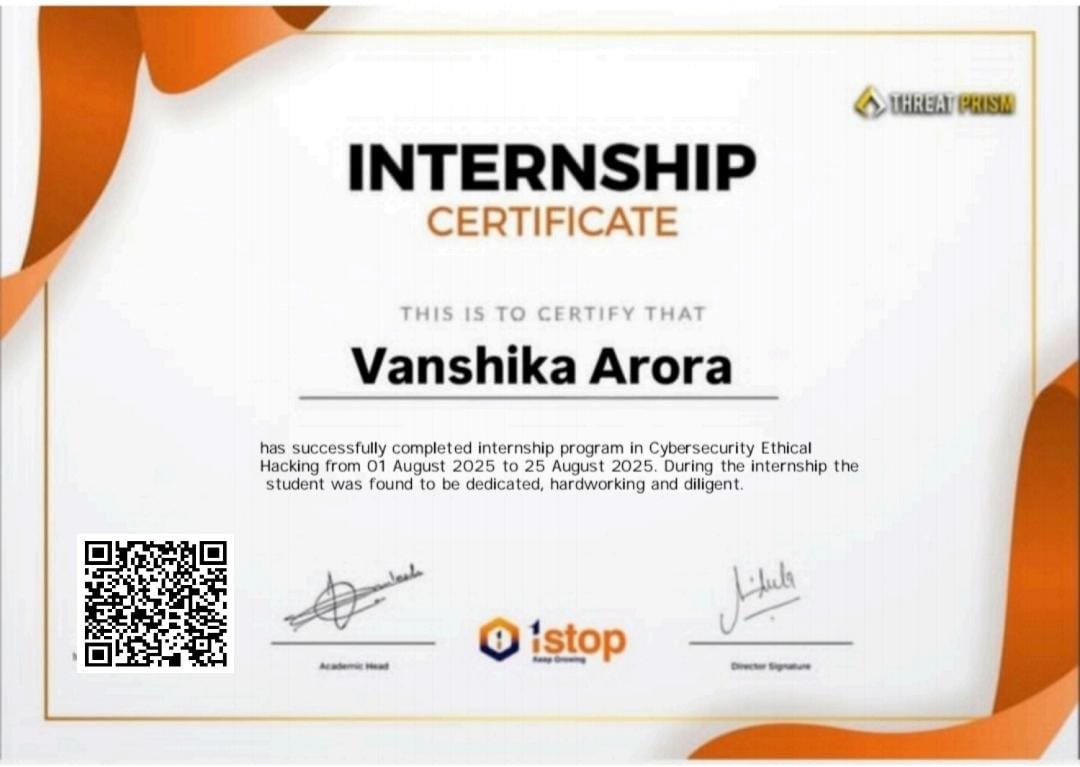 THREAT PRISM
INTERNSHIP
CERTIFICATE
THIS IS TO CERTIFY THAT
Vanshika Arora
has successfully completed internship program in Cybersecurity Ethical
Hacking from 01 August 2025 to 25 August 2025. During the internship the
student was found to be dedicated, hardworking and diligent.
1stop
Keep Growing
Academic Head
Director Signature